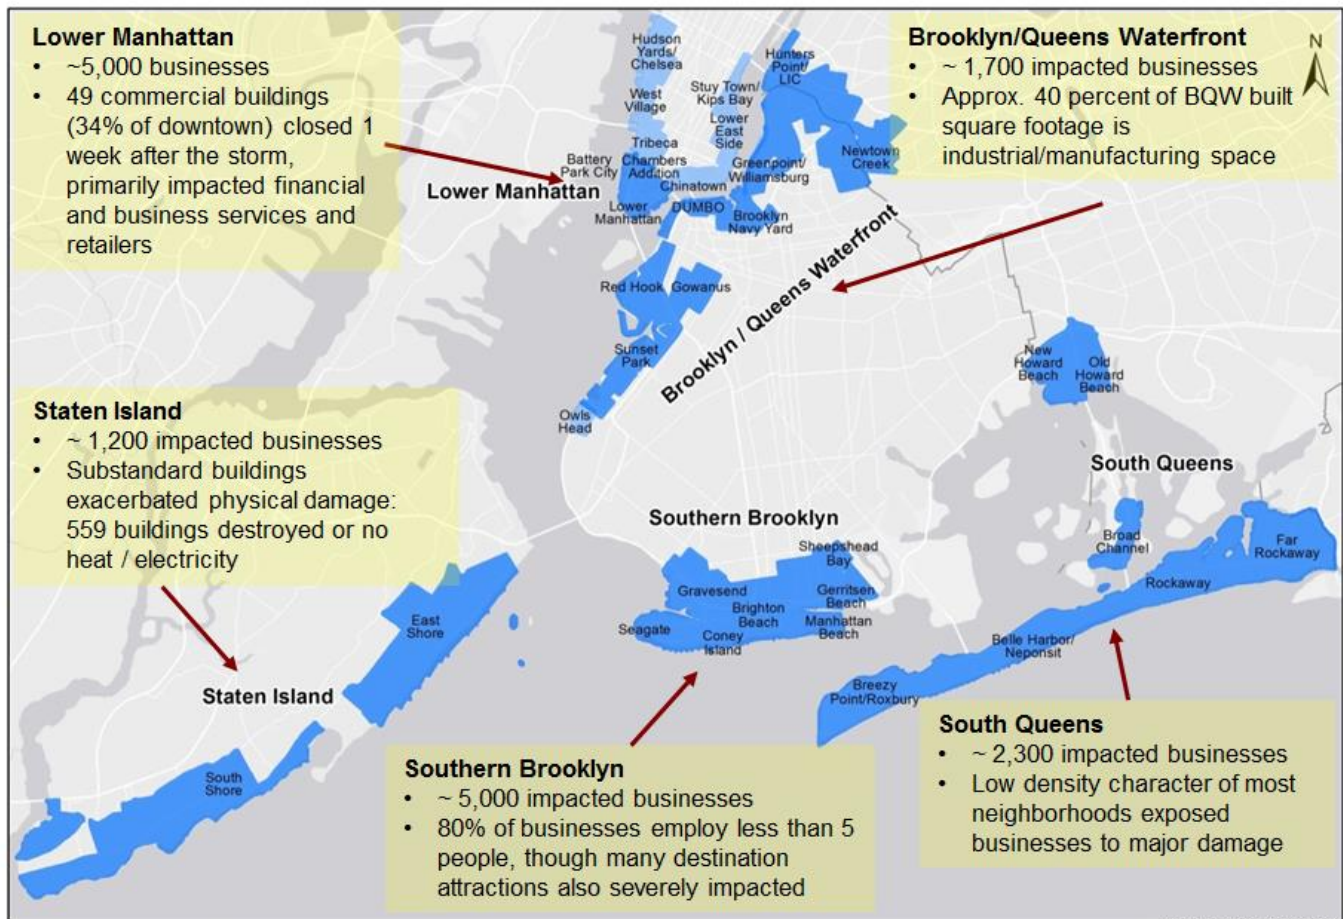 Lower Manhattan
• ~5,000 businesses
• 49 commercial buildings
(34% of downtown) closed 1
week after the storm,
primarily impacted financial
and business services and
retailers
Brooklyn/Queens Waterfront
• ~ 1,700 impacted businesses
• Approx. 40 percent of BQW built
square footage is
industrial/manufacturing space
N
Hudson
Yards/
Chelsea
West
Village
Tribeca
Battery
Park City
Chambers
Addition
Chinatown
Lower Manhattan
Lower
Manhattan
Stuy Town/
Kips Bay
Lower
East
Side
Hunters
Point/
LIC
Greenpoint/
Williamsburg
Newtown
Creek
DUMBO
Brooklyn
Navy Yard
Brooklyn / Queens Waterfront
Red Hook
Gowanus
Sunset
Park
Owls
Head
New
Howard
Beach
Old
Howard
Beach
Staten Island
• ~ 1,200 impacted businesses
• Substandard buildings
exacerbated physical damage:
559 buildings destroyed or no
heat / electricity
South Queens
Broad
Channel
Far
Rockaway
Rockaway
Belle Harbor/
Neponsit
Breezy
Point/Roxbury
Southern Brooklyn
Sheepshead
Bay
Gravesend
Gerritsen
Beach
Brighton
Beach
Manhattan
Beach
Seagate
Coney
Island
East
Shore
Staten Island
South
Shore
Southern Brooklyn
• ~ 5,000 impacted businesses
• 80% of businesses employ less than 5
people, though many destination
attractions also severely impacted
South Queens
• ~ 2,300 impacted businesses
• Low density character of most
neighborhoods exposed
businesses to major damage